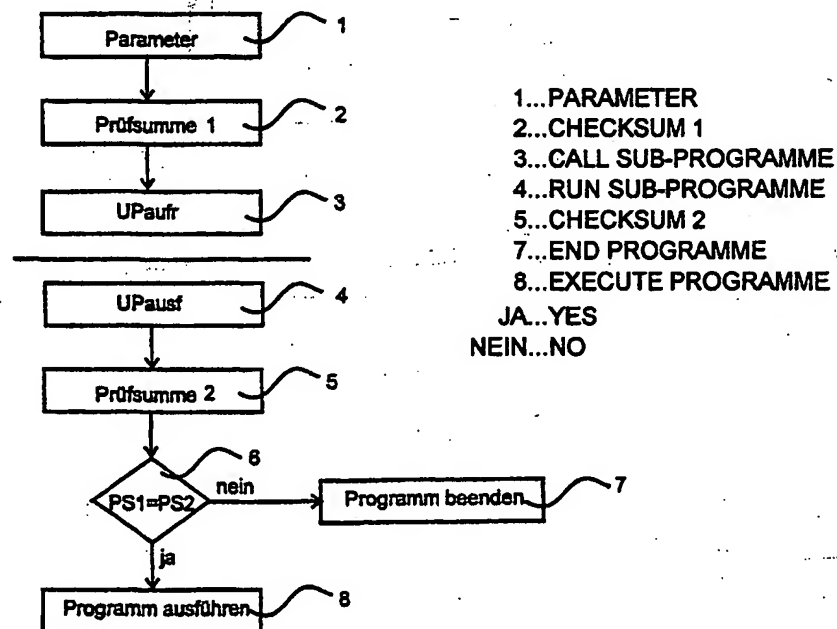 Parameter
1
Prüfsumme 1
2
UPaufr
3
UPausf
4
Prüfsumme 2
5
PS1=PS2
6
nein
Programm beenden
7
ja
Programm ausführen
8
1...PARAMETER
2...CHECKSUM 1
3...CALL SUB-PROGRAMME
4...RUN SUB-PROGRAMME
5...CHECKSUM 2
7...END PROGRAMME
8...EXECUTE PROGRAMME
JA...YES
NEIN...NO